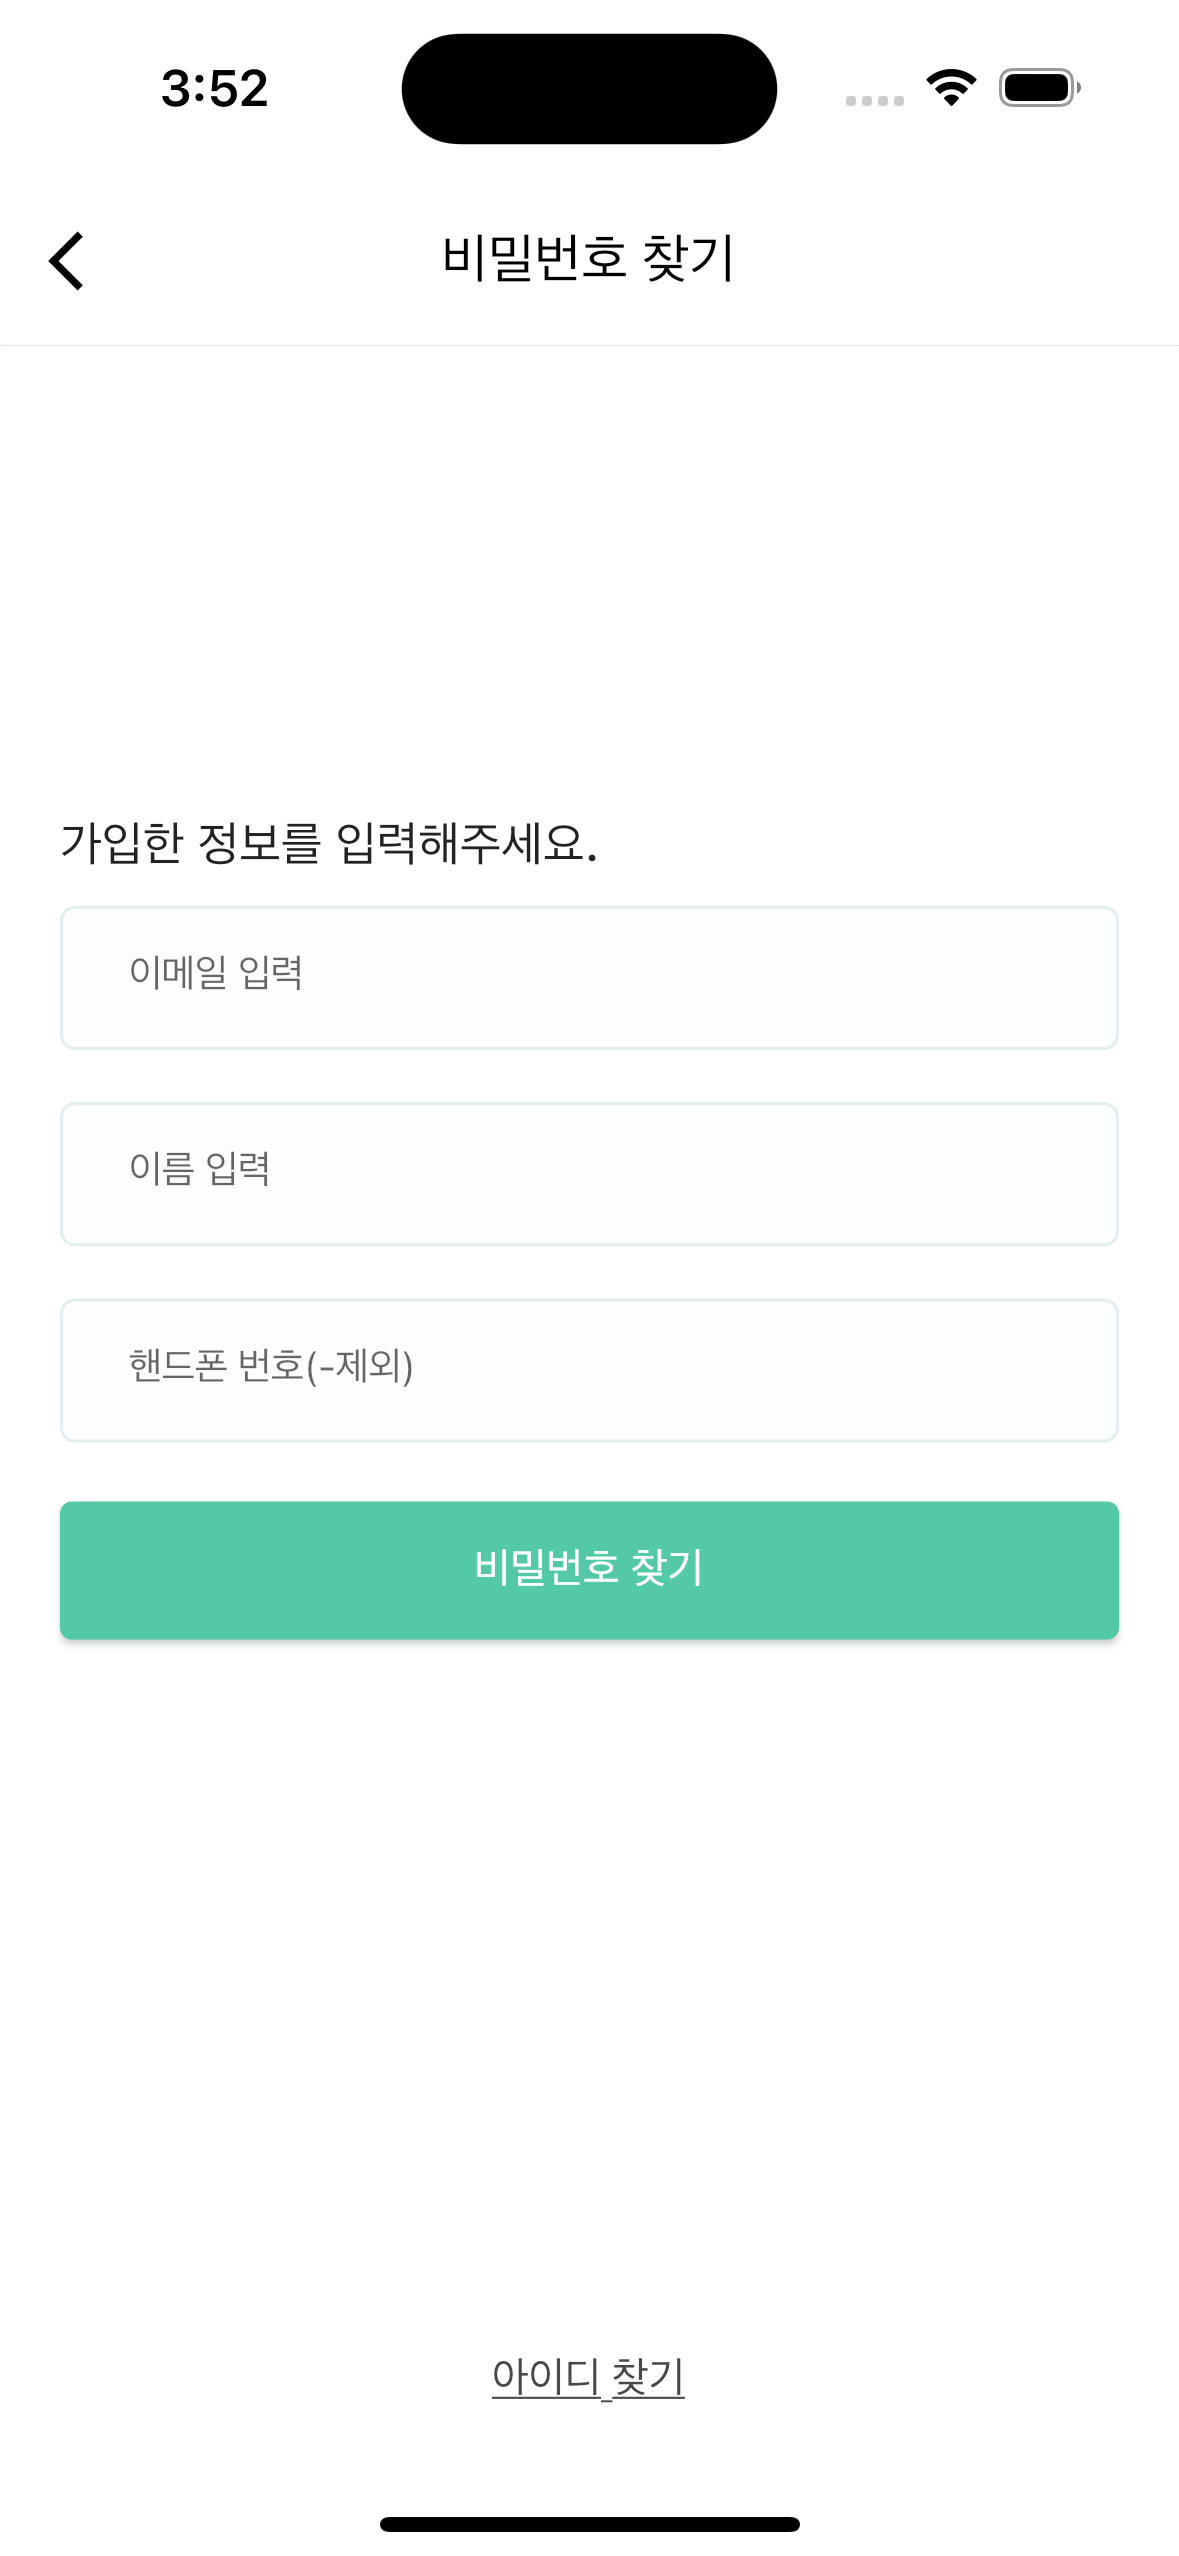 3:52
비밀번호 찾기
가입한 정보를 입력해주세요.
이메일 입력
이름 입력
핸드폰 번호(-제외)
비밀번호 찾기
아이디 찾기